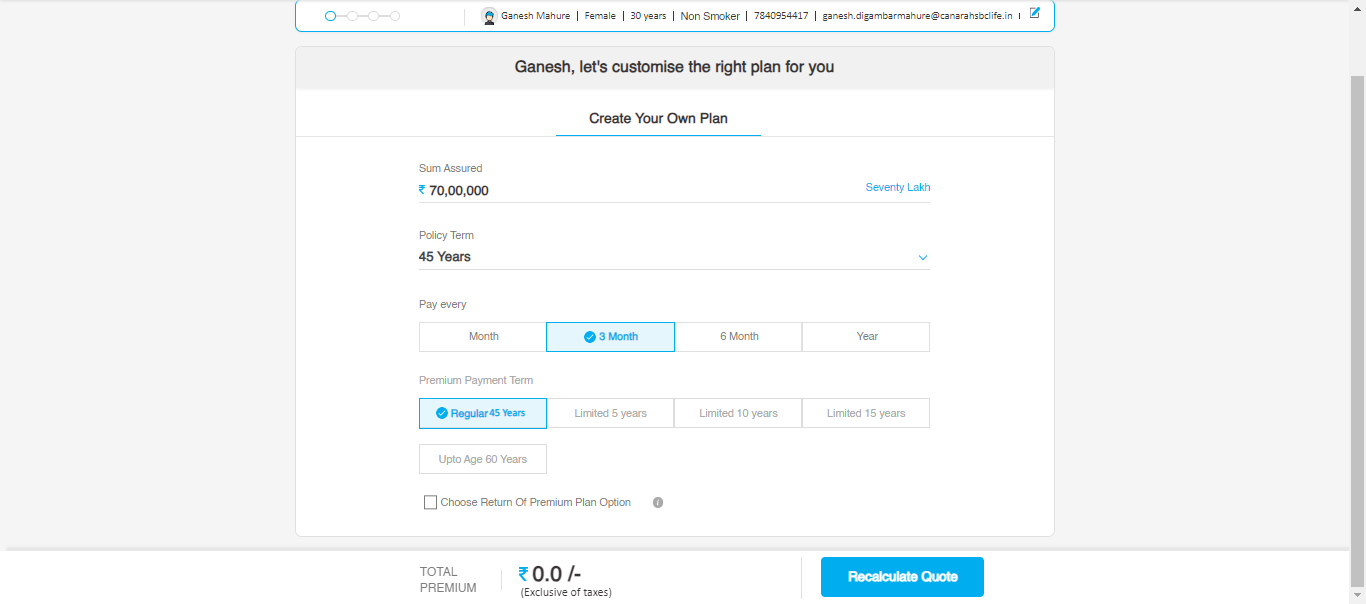 Ganesh Mahure | Female | 30 years | Non Smoker | 7840954417 | ganesh.digambarmahure@canarahsbclife.in
Ganesh, let's customise the right plan for you
Create Your Own Plan
Sum Assured
₹ 70,00,000 Seventy Lakh
Policy Term
45 Years
Pay every
Month 3 Month 6 Month Year
Premium Payment Term
Regular 45 Years Limited 5 years Limited 10 years Limited 15 years
Upto Age 60 Years
Choose Return Of Premium Plan Option i
TOTAL PREMIUM ₹ 0.0 /- Recalculate Quote
(Exclusive of taxes)